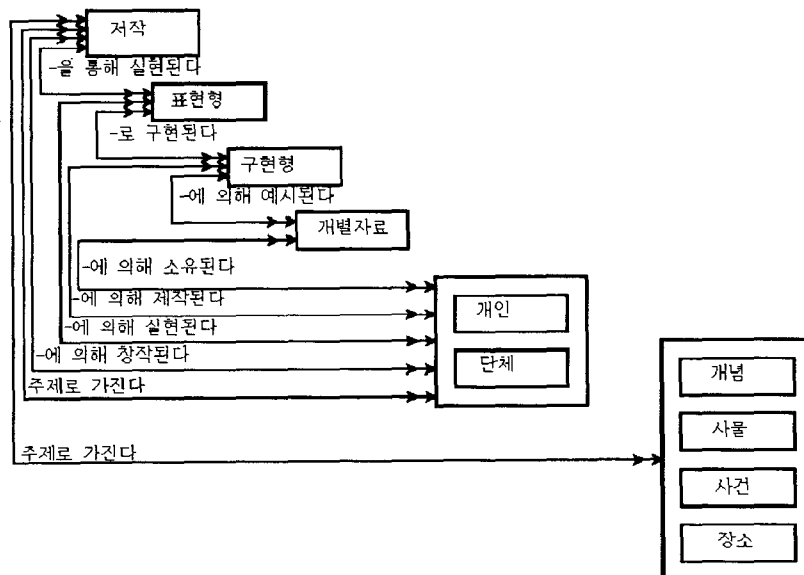 저작
-을 통해 실현된다
표현형
-로 구현된다
구현형
-에 의해 예시된다
개별자료
-에 의해 소유된다
-에 의해 제작된다
개인
-에 의해 실현된다
-에 의해 창작된다
단체
주제로 가진다
개념
사물
주제로 가진다
사건
장소